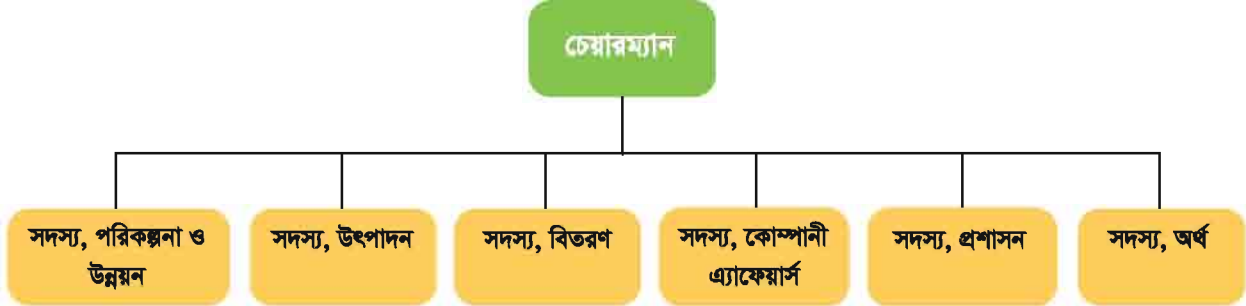 চেয়ারম্যান
সদস্য, পরিকল্পনা ও
উন্নয়ন
সদস্য, উৎপাদন
সদস্য, বিতরণ
সদস্য, কোম্পানী
এ্যাফেয়ার্স
সদস্য, প্রশাসন
সদস্য, অর্থ